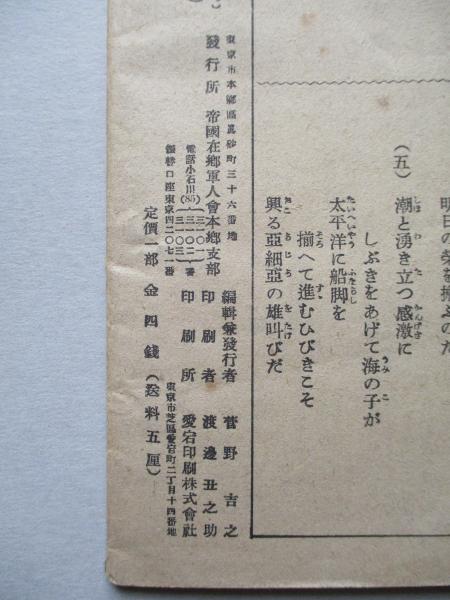 明日の榮を擔ふのだ
（五）
潮と湧き立つ感激に
しぶきをあげて海の子が
太平洋に船脚を
揃へて進むひびきこそ
興る亞細亞の雄叫びだ
編輯兼發行者　菅野吉之
印刷者　渡邊丑之助
印刷所　愛宕印刷株式會社
東京市芝區愛宕町二丁目十四番地
東京市本鄕區眞砂町三十六番地
發行所　帝國在鄕軍人會本鄕支部
電話小石川(85)
振替口座東京四二〇七一番
定價一部　金四錢（送料五厘）